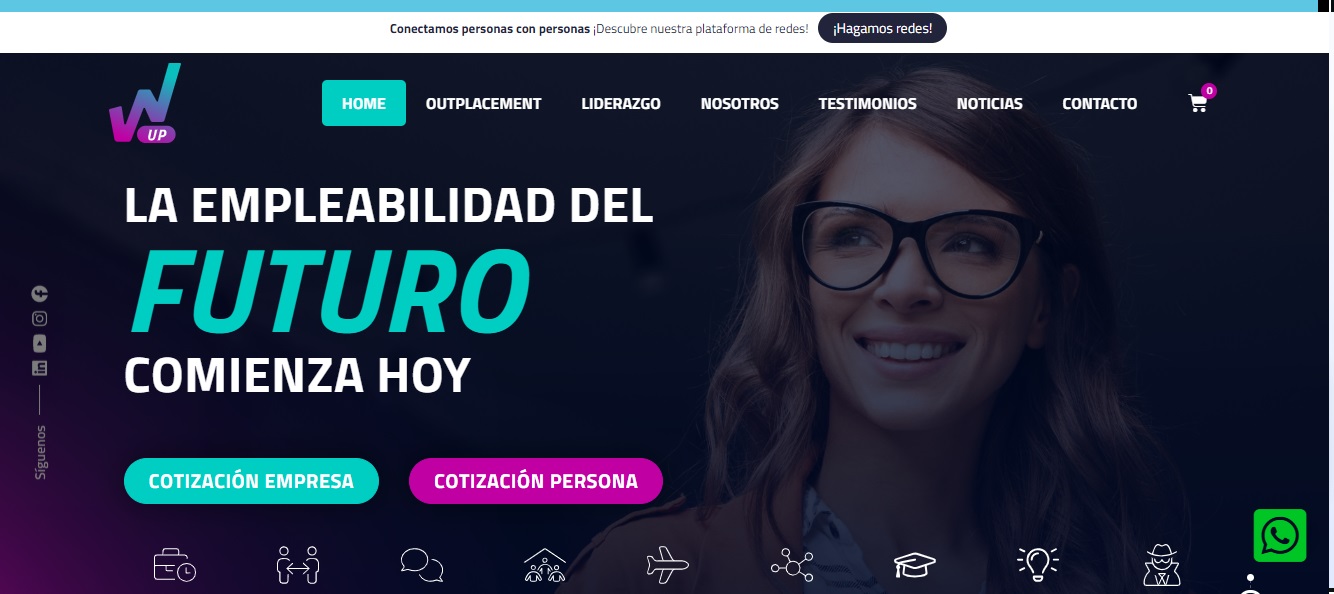 Conectamos personas con personas ¡Descubre nuestra plataforma de redes! ¡Hagamos redes!
W UP
HOME OUTPLACEMENT LIDERAZGO NOSOTROS TESTIMONIOS NOTICIAS CONTACTO 0
LA EMPLEABILIDAD DEL
FUTURO
COMIENZA HOY
Síguenos
COTIZACIÓN EMPRESA COTIZACIÓN PERSONA